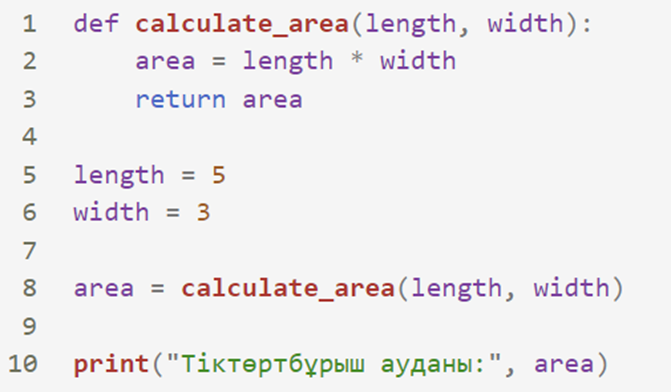 1 def calculate_area(length, width):
2     area = length * width
3     return area
4
5 length = 5
6 width = 3
7
8 area = calculate_area(length, width)
9
10 print("Тіктөртбұрыш ауданы:", area)